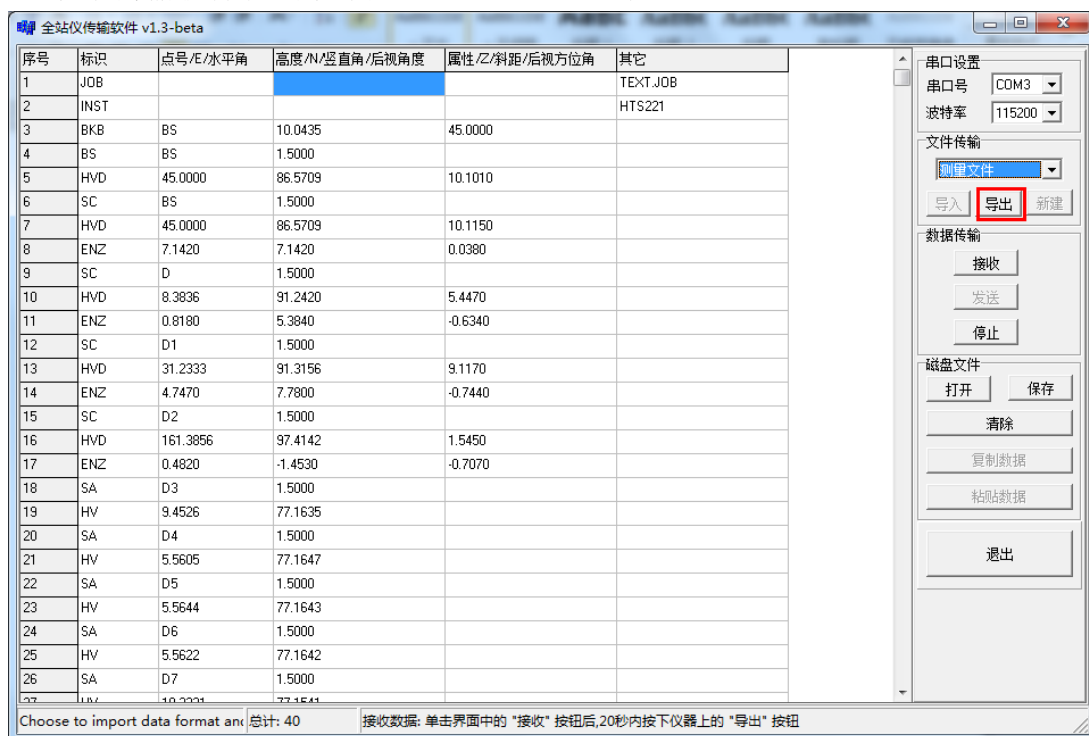 全站仪传输软件 v1.3-beta
序号 标识 点号/E/水平角 高度/N/竖直角/后视角度 属性/Z/斜距/后视方位角 其它
1 JOB TEXT.JOB
2 INST HTS221
3 BKB BS 10.0435 45.0000
4 BS BS 1.5000
5 HVD 45.0000 86.5709 10.1010
6 SC BS 1.5000
7 HVD 45.0000 86.5709 10.1150
8 ENZ 7.1420 7.1420 0.0380
9 SC D 1.5000
10 HVD 8.3836 91.2420 5.4470
11 ENZ 0.8180 5.3840 -0.6340
12 SC D1 1.5000
13 HVD 31.2333 91.3156 9.1170
14 ENZ 4.7470 7.7800 -0.7440
15 SC D2 1.5000
16 HVD 161.3856 97.4142 1.5450
17 ENZ 0.4820 -1.4530 -0.7070
18 SA D3 1.5000
19 HV 9.4526 77.1635
20 SA D4 1.5000
21 HV 5.5605 77.1647
22 SA D5 1.5000
23 HV 5.5644 77.1643
24 SA D6 1.5000
25 HV 5.5622 77.1642
26 SA D7 1.5000
串口设置
串口号 COM3
波特率 115200
文件传输
测量文件
导入 导出 新建
数据传输
接收
发送
停止
磁盘文件
打开 保存
清除
复制数据
粘贴数据
退出
Choose to import data format and 总计: 40 接收数据: 单击界面中的 "接收" 按钮后,20秒内按下仪器上的 "导出" 按钮